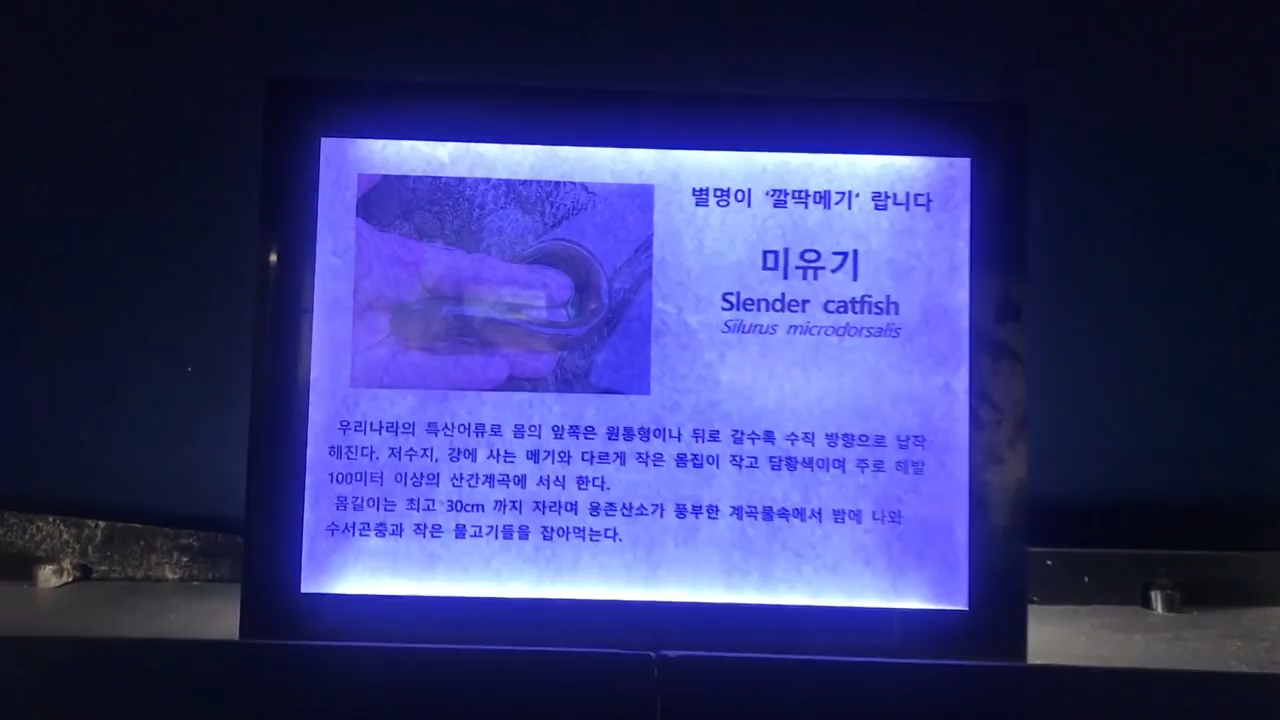 별명이 '깔딱메기' 랍니다
미유기
Slender catfish
Silurus microdorsalis
우리나라의 특산어류로 몸의 앞쪽은 원통형이나 뒤로 갈수록 수직 방향으로 납작
해진다. 저수지, 강에 사는 메기와 다르게 작은 몸집이 작고 담황색이며 주로 해발
100미터 이상의 산간계곡에 서식 한다.
몸길이는 최고 30cm 까지 자라며 용존산소가 풍부한 계곡물속에서 밤에 나와
수서곤충과 작은 물고기들을 잡아먹는다.